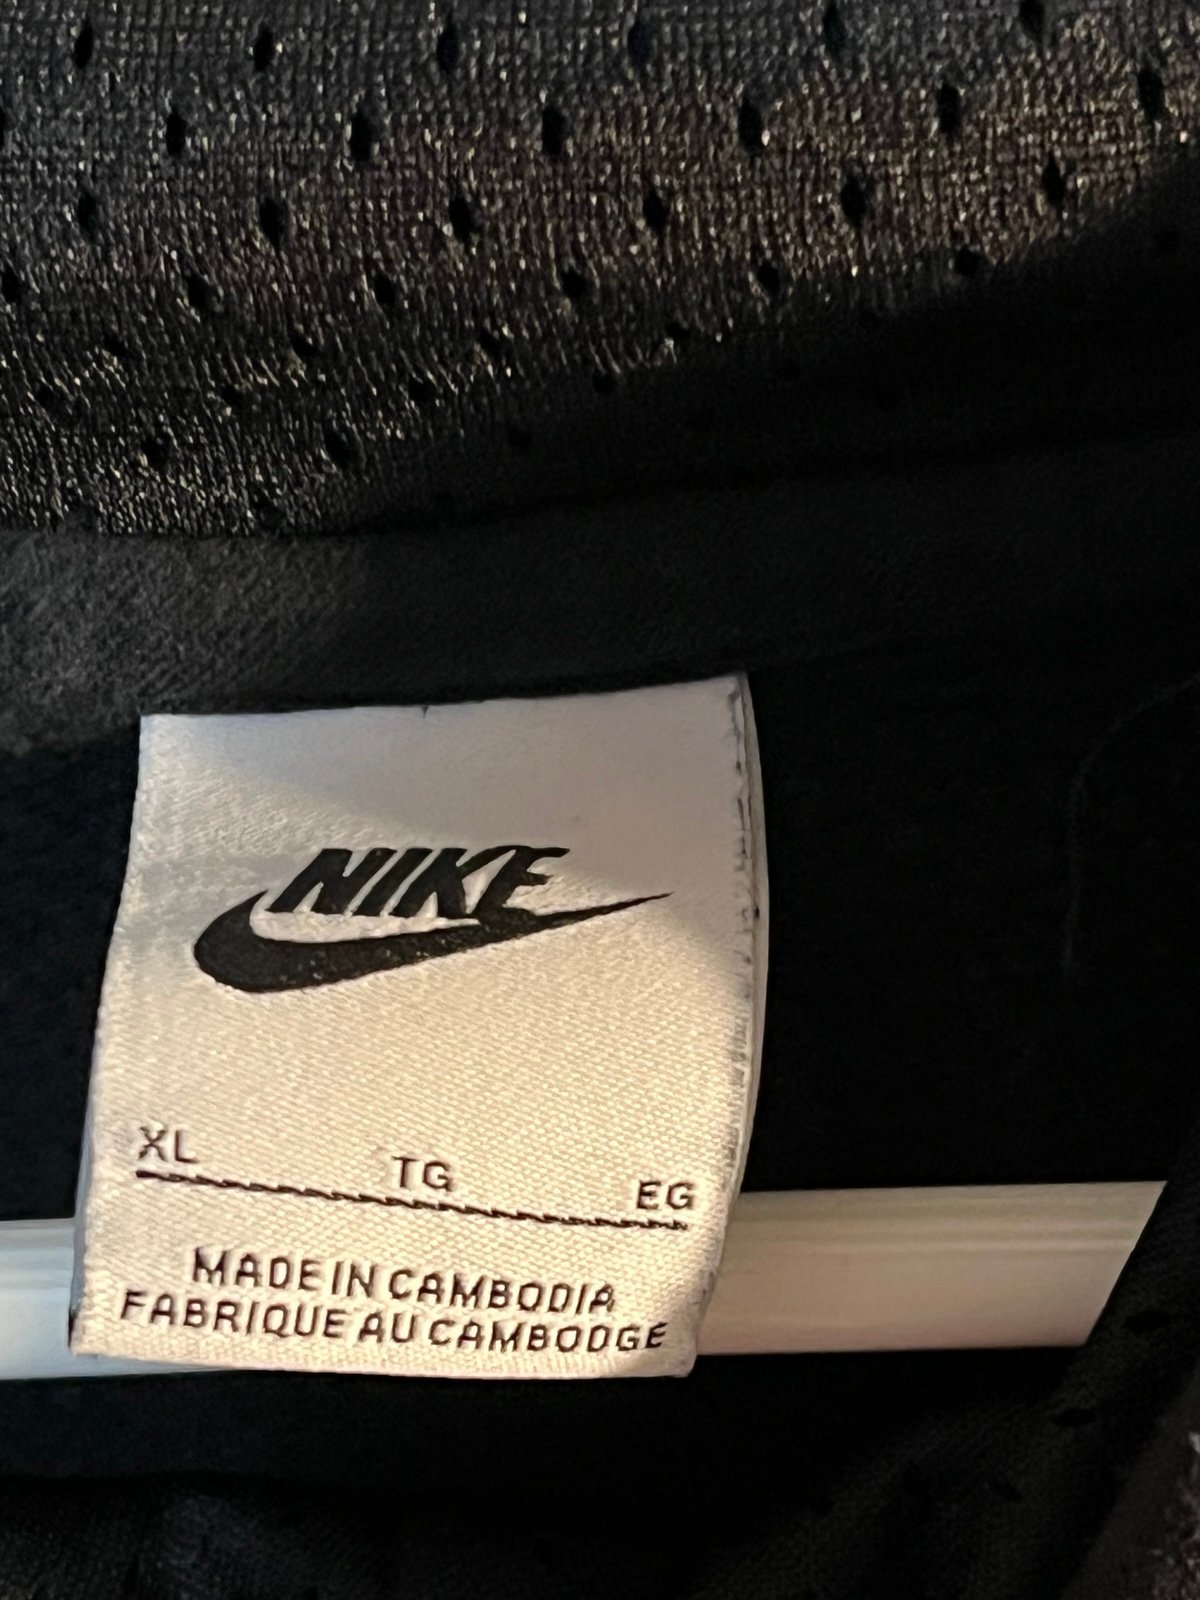 NIKE
XL TG EG
MADE IN CAMBODIA
FABRIQUE AU CAMBODGE